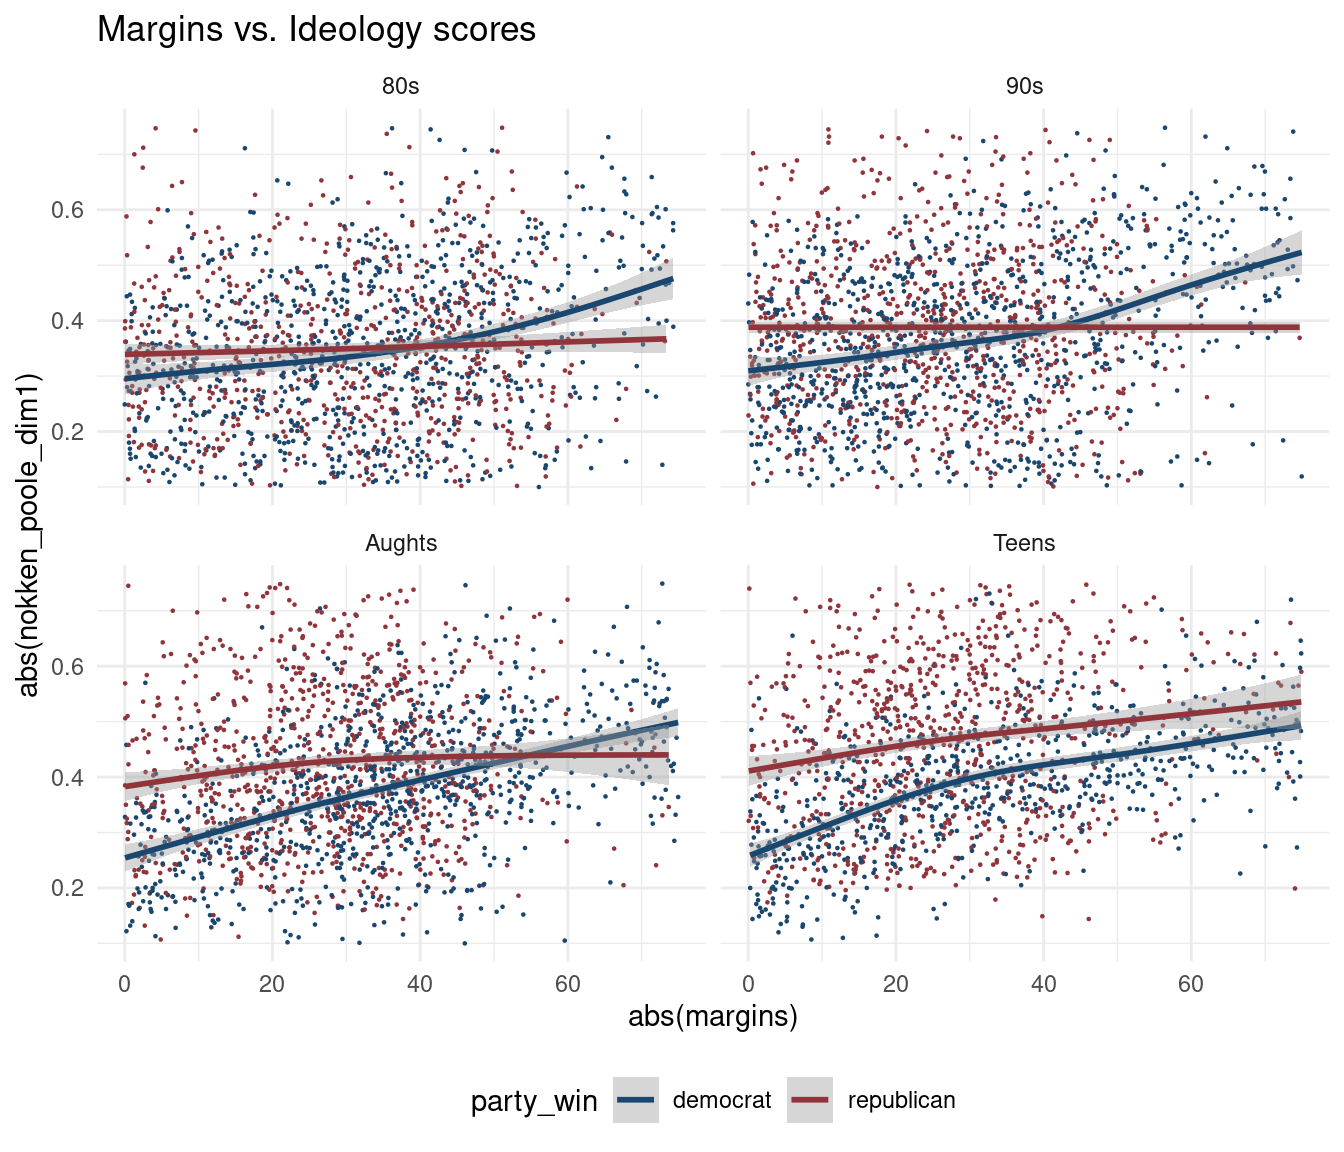 Margins vs. Ideology scores
80s
90s
0.6
0.4
0.2
Aughts
Teens
0.6
0.4
0.2
abs(nokken_poole_dim1)
0
20
40
60
0
20
40
60
abs(margins)
party_win
democrat
republican